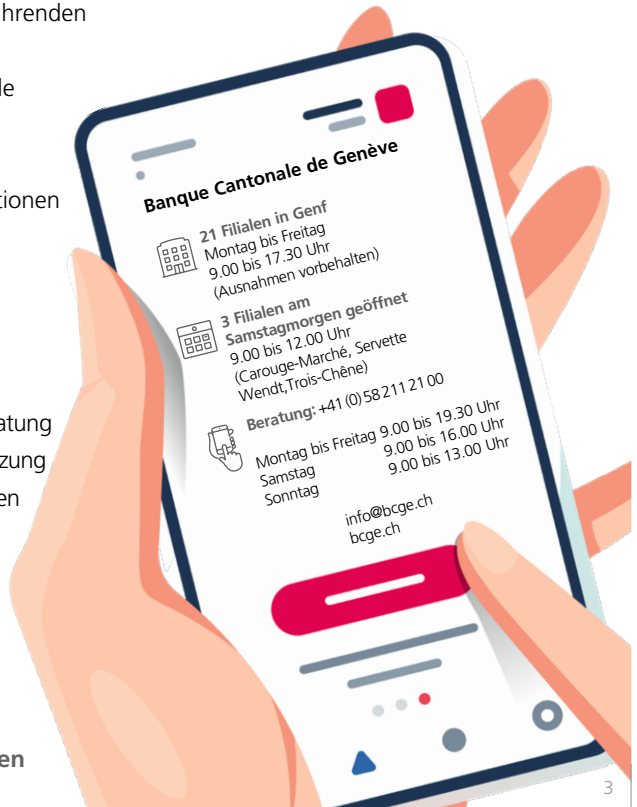 hrenden
le
tionen
atung
zung
en
en
Banque Cantonale de Genève
21 Filialen in Genf
Montag bis Freitag
9.00 bis 17.30 Uhr
(Ausnahmen vorbehalten)
3 Filialen am
Samstagmorgen geöffnet
9.00 bis 12.00 Uhr
(Carouge-Marché, Servette
Wendt,Trois-Chêne)
Beratung: +41 (0) 58 211 21 00
Montag bis Freitag 9.00 bis 19.30 Uhr
Samstag 9.00 bis 16.00 Uhr
Sonntag 9.00 bis 13.00 Uhr
info@bcge.ch
bcge.ch
3